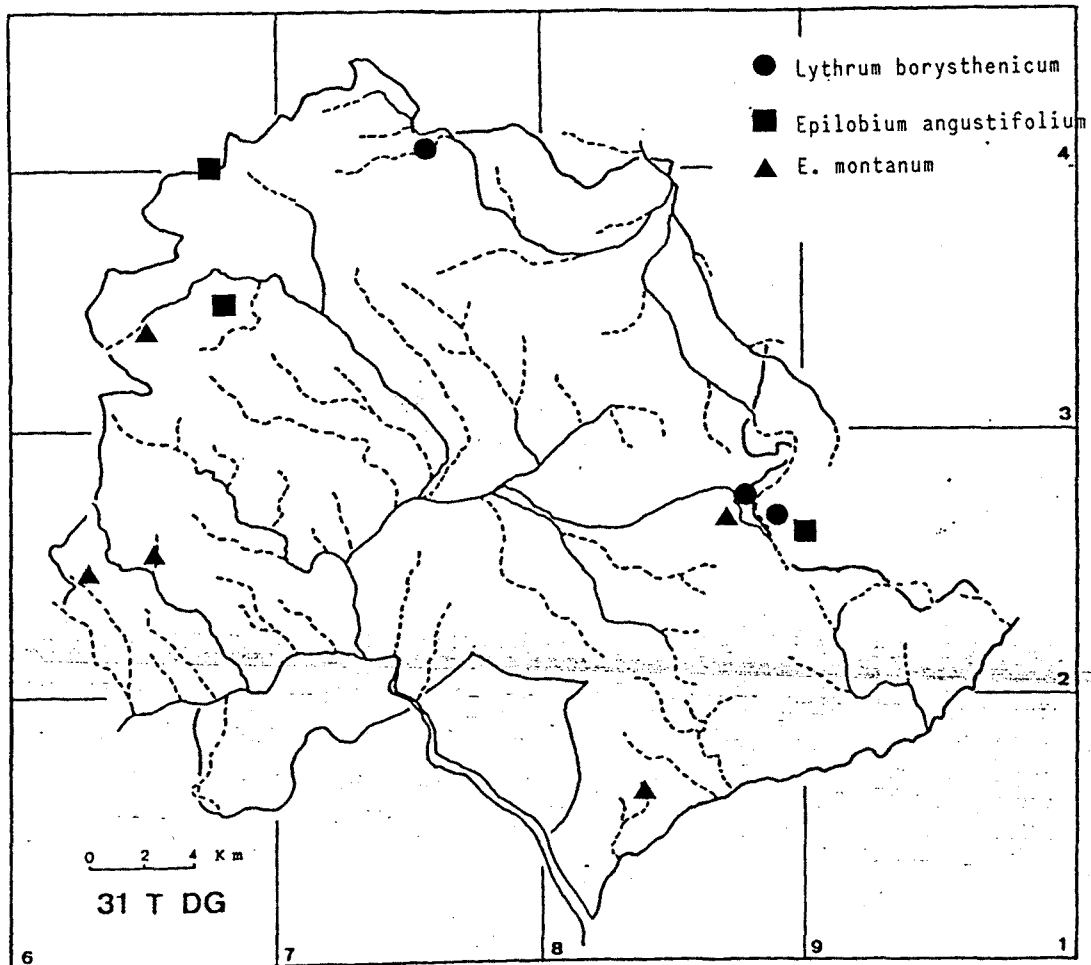 Lythrum borysthenicum
Epilobium angustifolium
E. montanum
4
3
2
0 2 4 Km
31 T DG
6 7 8 9 1